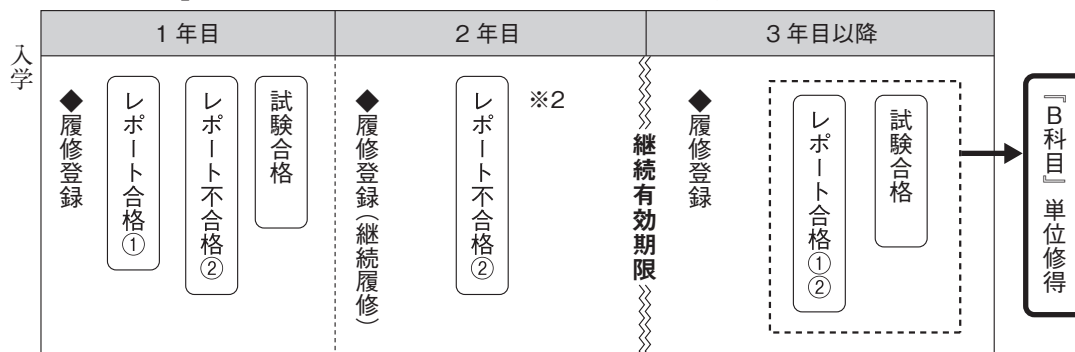 1年目
2年目
3年目以降
入学
◆履修登録
レポート合格①
レポート不合格②
試験合格
◆履修登録(継続履修)
レポート不合格②
※2
継続有効期限
◆履修登録
レポート合格①②
試験合格
『B科目』単位修得